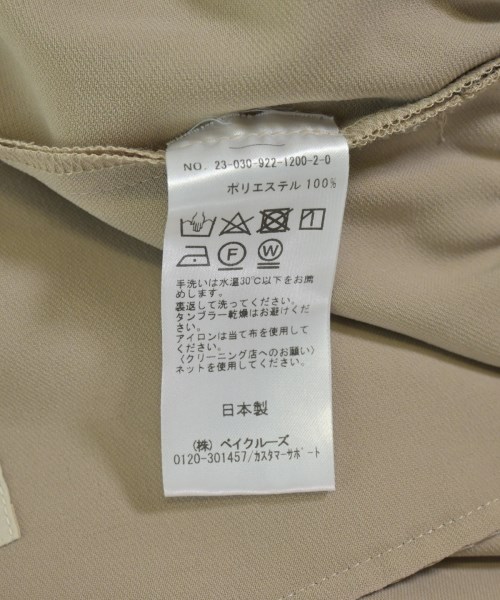 NO. 23-030-922-1200-2-0
ポリエステル 100%
F W
手洗いは水温30℃以下をお薦
めします。
裏返して洗ってください。
タンブラー乾燥はお避けくだ
さい。
アイロンは当て布を使用して
ください。
〈クリーニング店へのお願い〉
ネットを使用してください。
日本製
(株) ベイクルーズ
0120-301457/カスタマーサポート